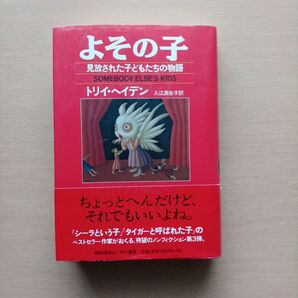 よその子
見放された子どもたちの物語
SOMEBODY ELSE'S KIDS
トリイ・ヘイデン
入江真佐子訳
ちょっとへんだけど、
それでもいいよね。
『シーラという子』『タイガーと呼ばれた子』の
ベストセラー作家がおくる、待望のノンフィクション第3弾。